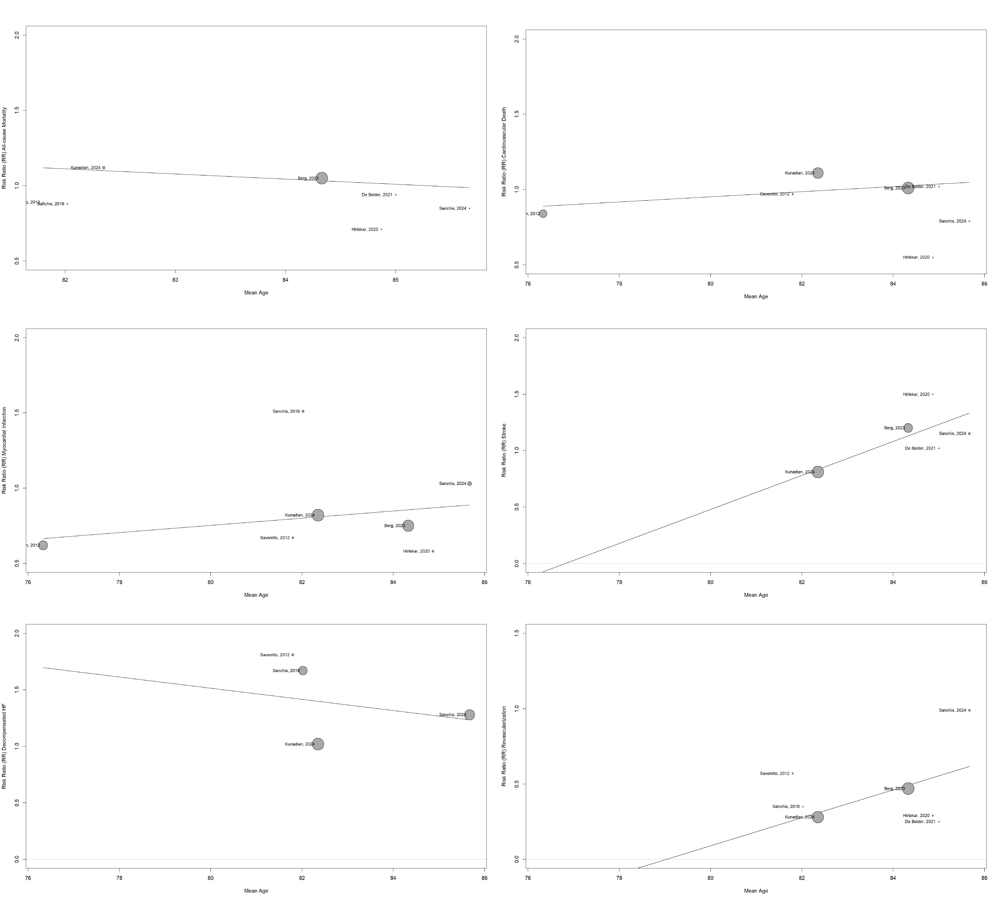 Risk Ratio (RR) All-cause Mortality
2.0
1.5
1.0
0.5
Kunadian, 2024
Berg, 2023
De Belder, 2021
o, 2012
Sanchis, 2016
Sanchis, 2024
Hirlekar, 2020
82 83 84 85
Mean Age
Risk Ratio (RR) Cardiovascular Death
2.0
1.5
1.0
0.5
Kunadian, 2024
Berg, 2023
De Belder, 2021
Savonitto, 2012
n, 2012
Sanchis, 2024
Hirlekar, 2020
76 78 80 82 84 86
Mean Age
Risk Ratio (RR) Myocardial Infarction
2.0
1.5
1.0
0.5
Sanchis, 2016
Sanchis, 2024
Kunadian, 2024
Berg, 2023
Savonitto, 2012
n, 2012
Hirlekar, 2020
76 78 80 82 84 86
Mean Age
Risk Ratio (RR) Stroke
2.0
1.5
1.0
0.5
0.0
Hirlekar, 2020
Berg, 2023
Sanchis, 2024
De Belder, 2021
Kunadian, 2024
76 78 80 82 84 86
Mean Age
Risk Ratio (RR) Decompensated HF
2.0
1.5
1.0
0.5
0.0
Savonitto, 2012
Sanchis, 2016
Sanchis, 2024
Kunadian, 2024
76 78 80 82 84 86
Mean Age
Risk Ratio (RR) Revascularization
1.5
1.0
0.5
0.0
Sanchis, 2024
Savonitto, 2012
Berg, 2023
Sanchis, 2016
Kunadian, 2024
Hirlekar, 2020
De Belder, 2021
76 78 80 82 84 86
Mean Age